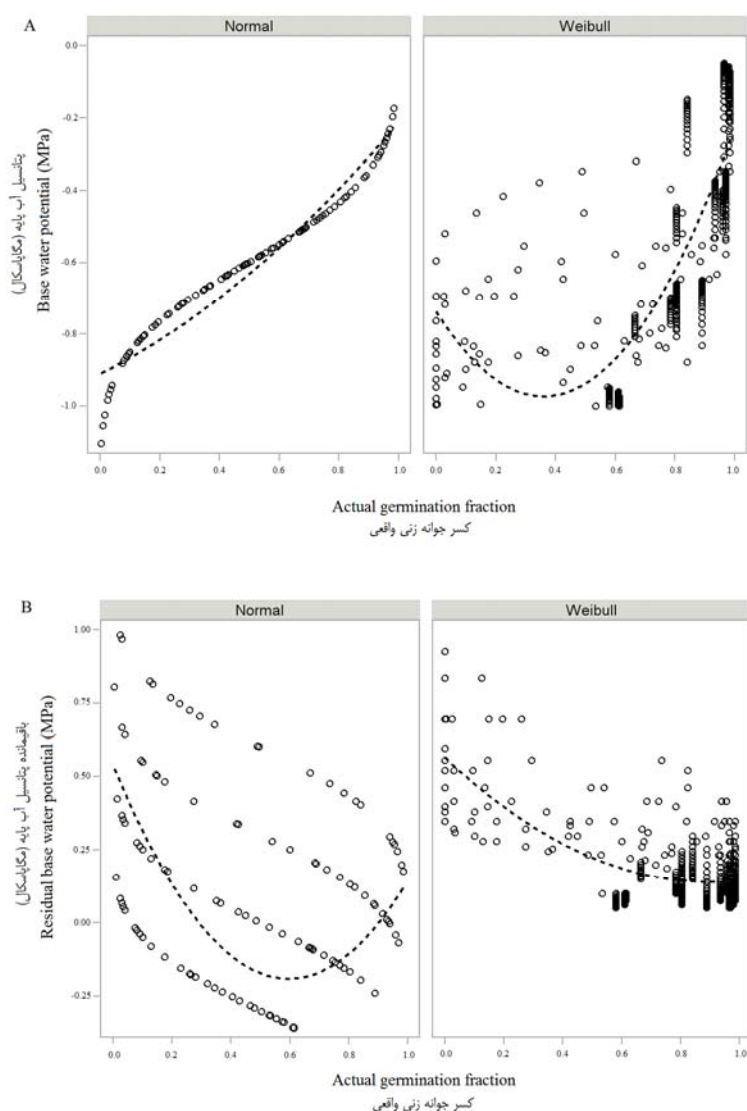 A
Normal
Weibull
0.0
-0.2
-0.4
-0.6
-0.8
-1.0
پتانسیل آب پایه (مگاپاسکال)
Base water potential (MPa)
0.0 0.2 0.4 0.6 0.8 1.0
0.0 0.2 0.4 0.6 0.8 1.0
Actual germination fraction
کسر جوانه زنی واقعی
B
Normal
Weibull
1.00
0.75
0.50
0.25
0.00
-0.25
باقیمانده پتانسیل آب پایه (مگاپاسکال)
Residual base water potential (MPa)
0.0 0.2 0.4 0.6 0.8 1.0
0.0 0.2 0.4 0.6 0.8 1.0
Actual germination fraction
کسر جوانه زنی واقعی